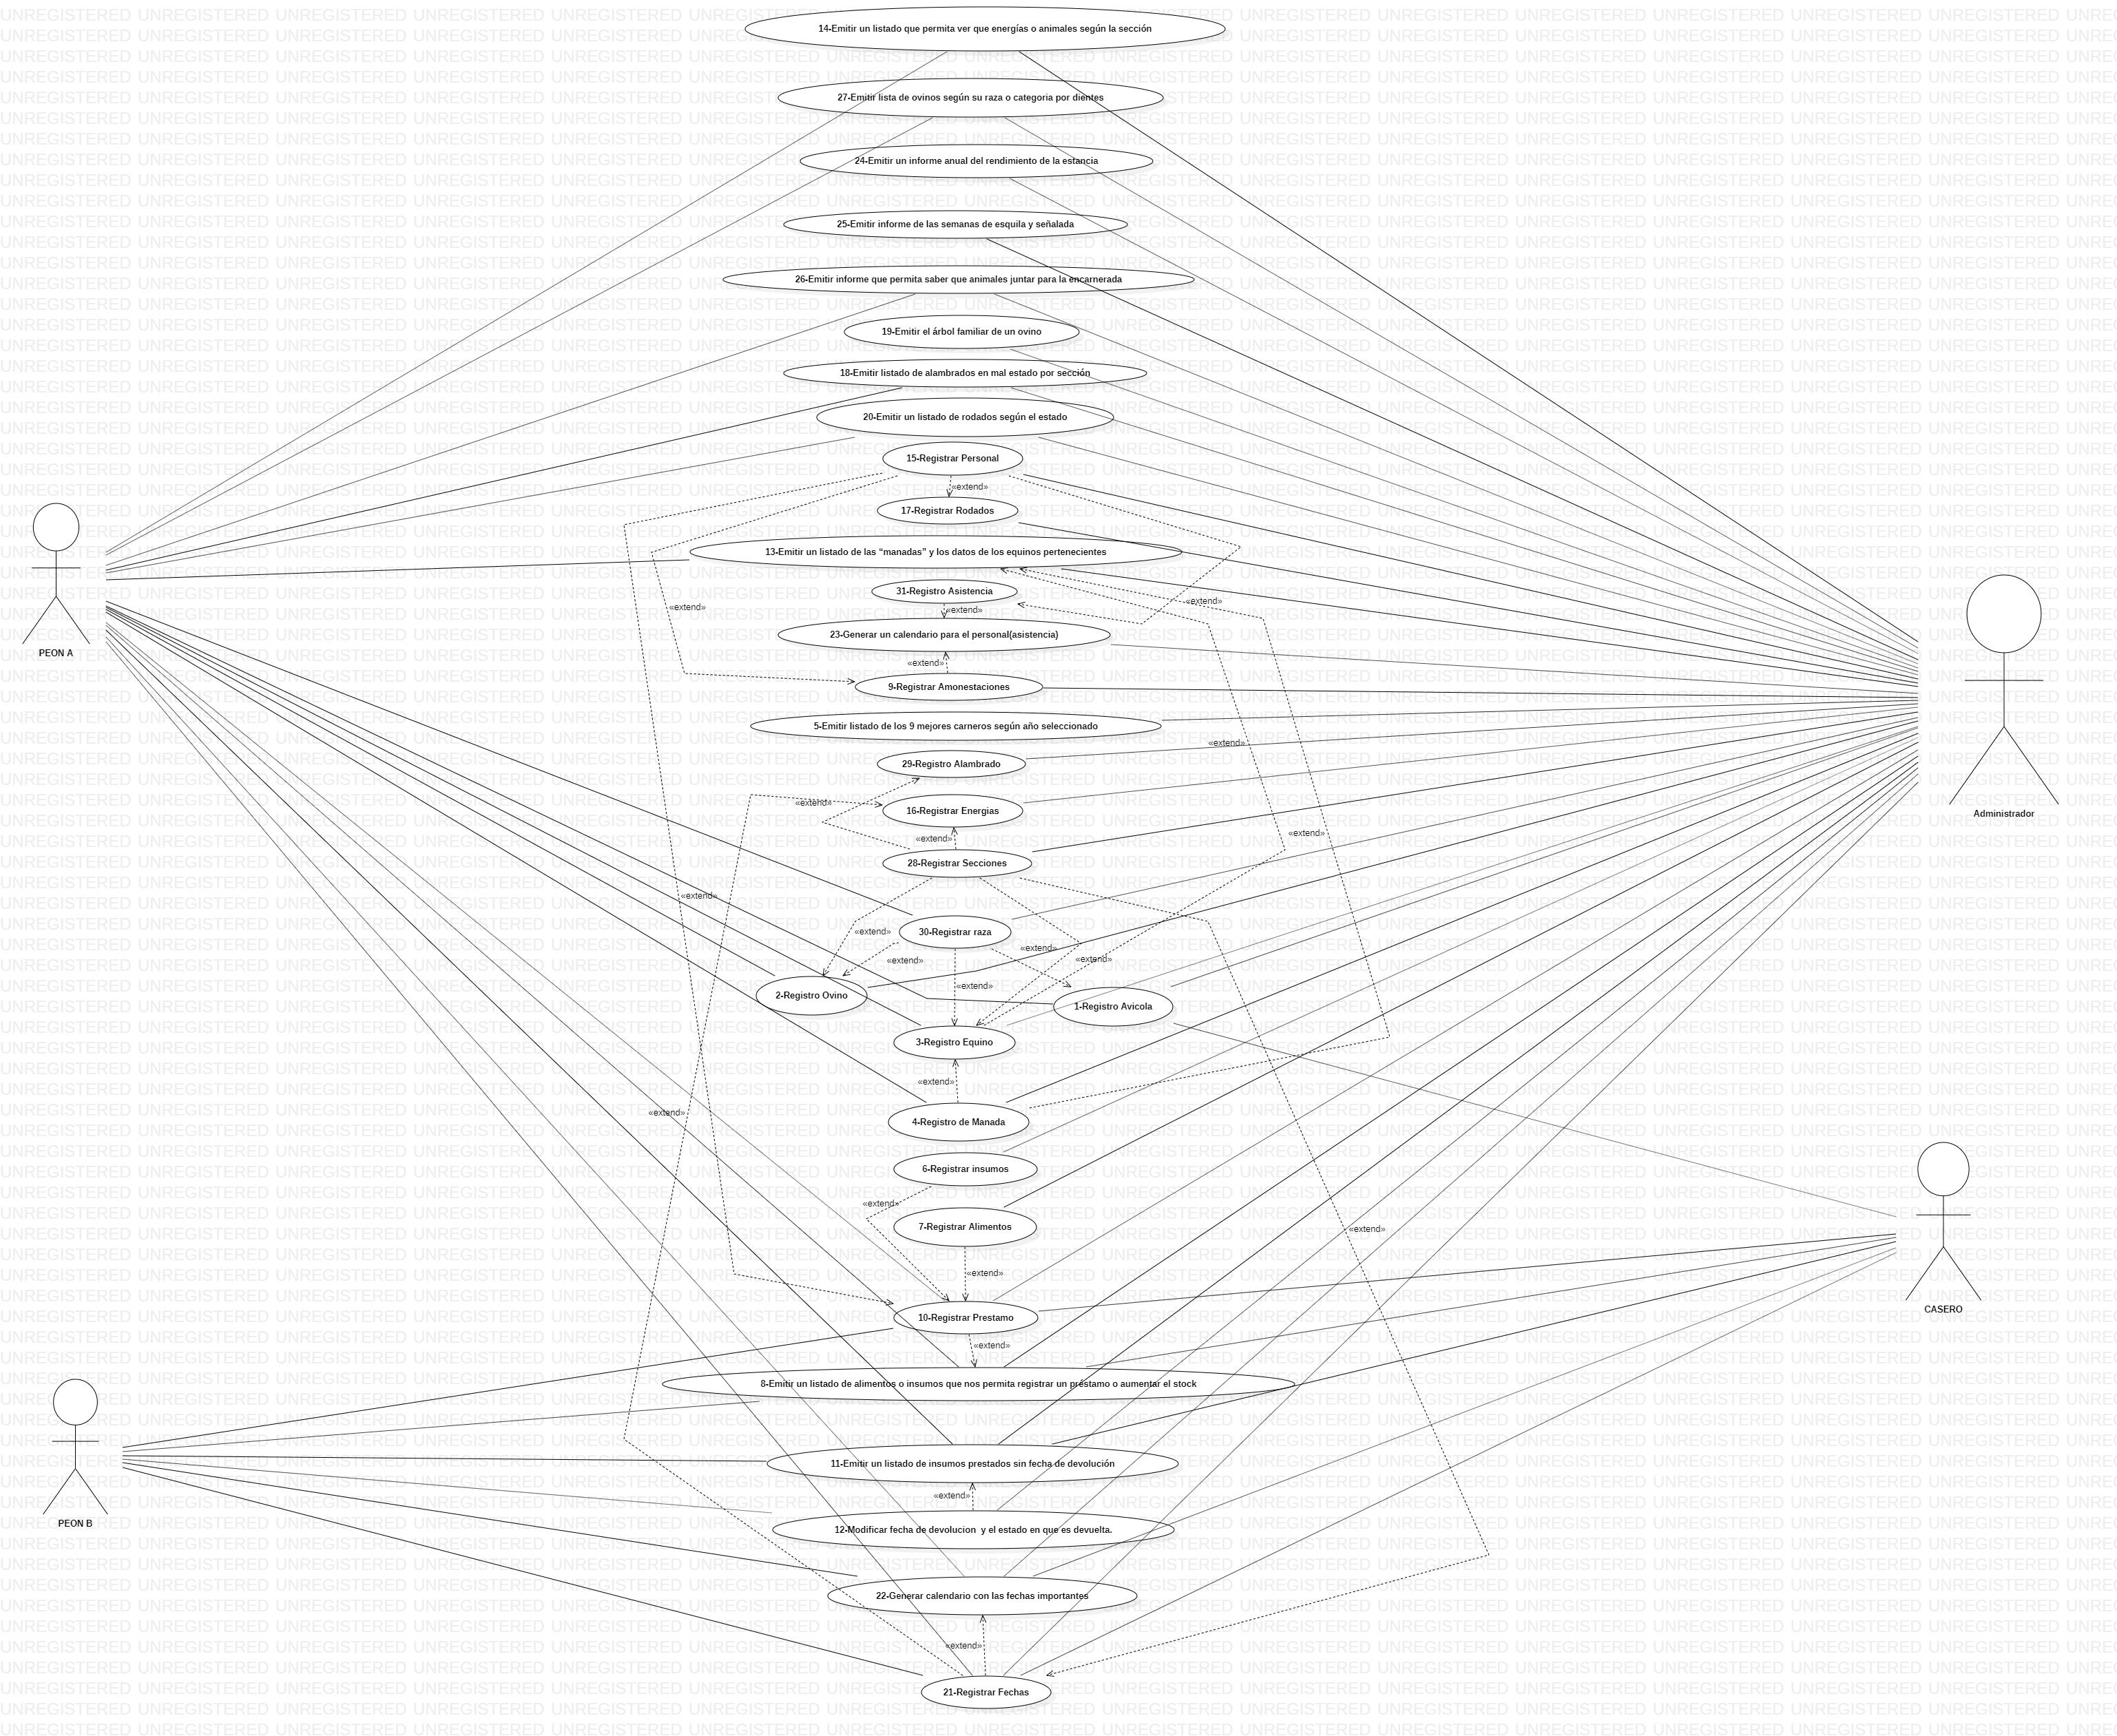 14-Emitir un listado que permita ver que energías o animales según la sección
27-Emitir lista de ovinos según su raza o categoria por dientes
24-Emitir un informe anual del rendimiento de la estancia
25-Emitir informe de las semanas de esquila y señalada
26-Emitir informe que permita saber que animales juntar para la encarnerada
19-Emitir el árbol familiar de un ovino
18-Emitir listado de alambrados en mal estado por sección
20-Emitir un listado de rodados según el estado
15-Registrar Personal
«extend»
17-Registrar Rodados
13-Emitir un listado de las “manadas” y los datos de los equinos pertenecientes
31-Registro Asistencia
«extend»
«extend»
«extend»
23-Generar un calendario para el personal(asistencia)
PEON A
«extend»
9-Registrar Amonestaciones
5-Emitir listado de los 9 mejores carneros según año seleccionado
«extend»
29-Registro Alambrado
«extend»
16-Registrar Energias
Administrador
«extend»
«extend»
28-Registrar Secciones
«extend»
30-Registrar raza
«extend»
«extend»
«extend»
«extend»
«extend»
2-Registro Ovino
1-Registro Avicola
3-Registro Equino
«extend»
«extend»
4-Registro de Manada
6-Registrar insumos
«extend»
7-Registrar Alimentos
«extend»
«extend»
CASERO
10-Registrar Prestamo
«extend»
8-Emitir un listado de alimentos o insumos que nos permita registrar un préstamo o aumentar el stock
11-Emitir un listado de insumos prestados sin fecha de devolución
«extend»
PEON B
12-Modificar fecha de devolucion y el estado en que es devuelta.
22-Generar calendario con las fechas importantes
«extend»
21-Registrar Fechas
UNREGISTERED